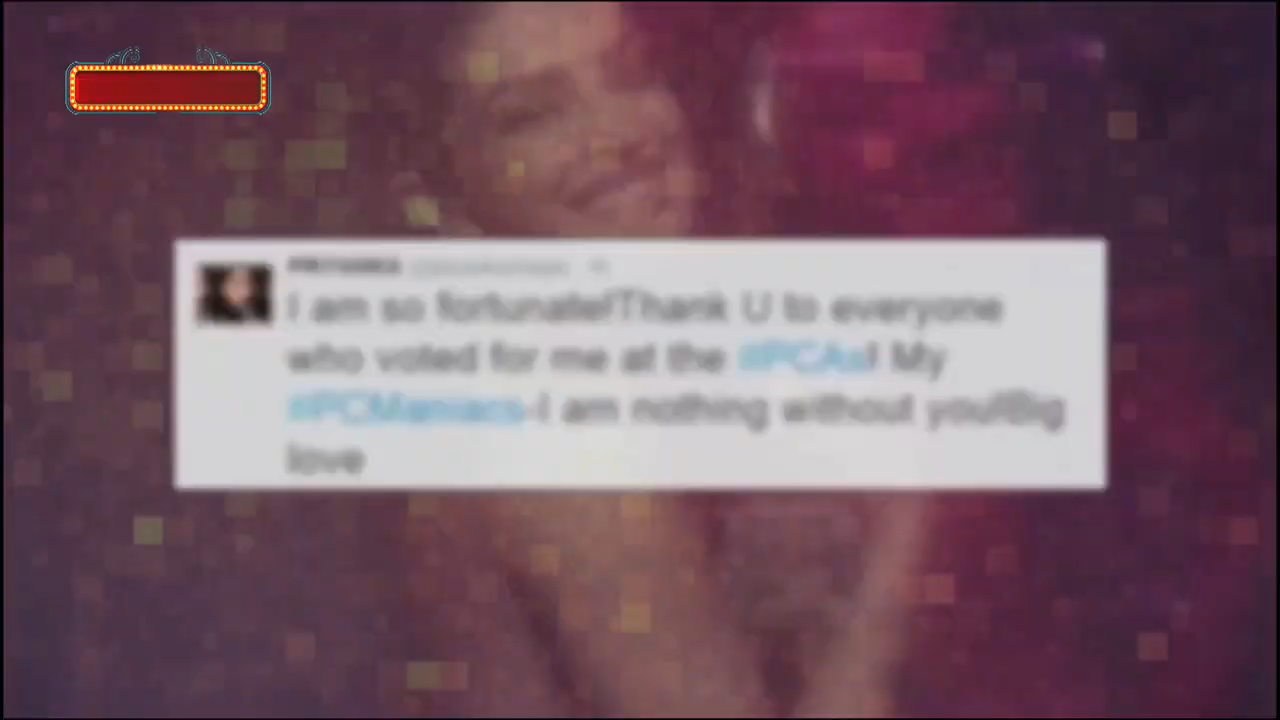 PRIYANKA
I am so fortunate!Thank U to everyone
who voted for me at the #PCAs! My
#PCManiacs-I am nothing without you!Big
love